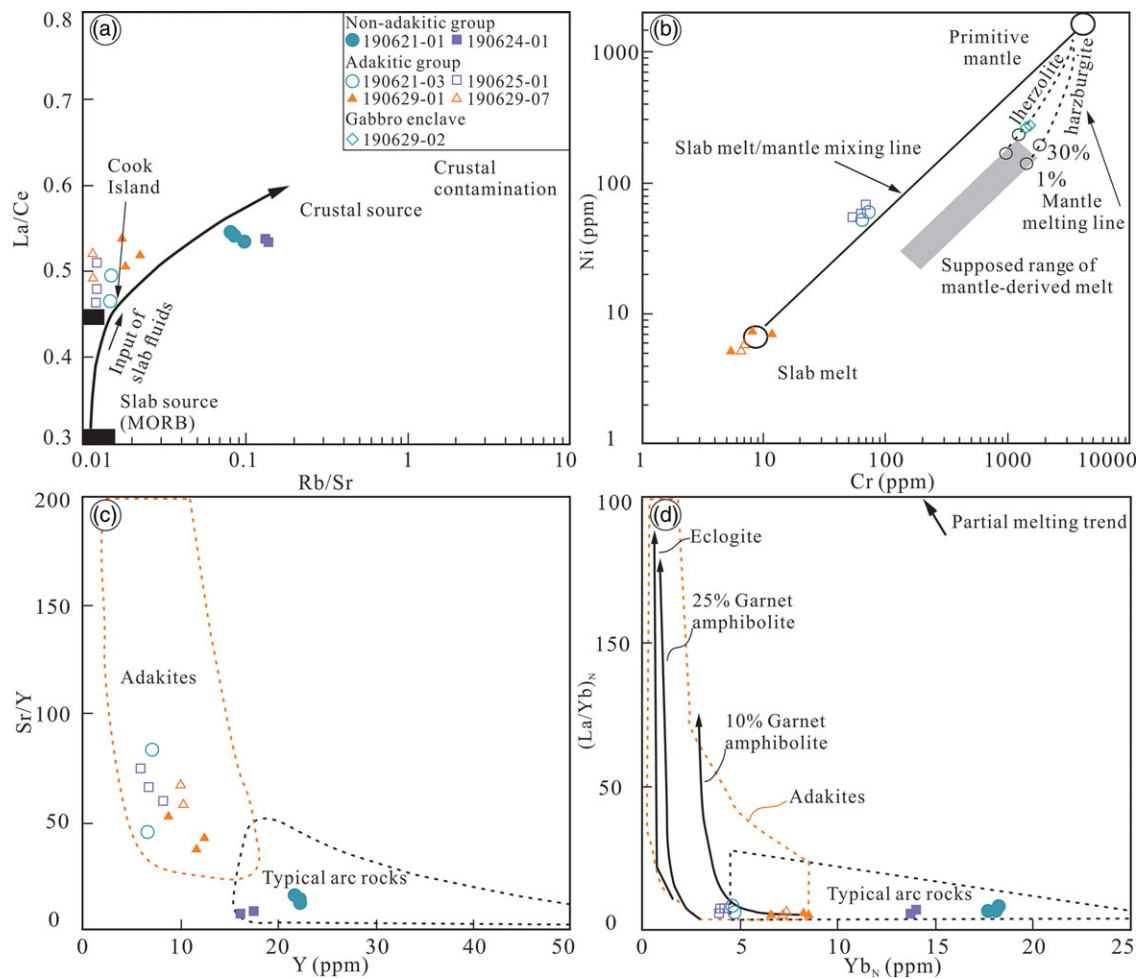 (a)
0.8
0.7
0.6
0.5
0.4
0.3
La/Ce
0.01
0.1
1
10
Rb/Sr
Non-adakitic group
190621-01
190624-01
Adakitic group
190621-03
190625-01
190629-01
190629-07
Gabbro enclave
190629-02
Cook
Island
Crustal
contamination
Crustal source
Input of
slab fluids
Slab source
(MORB)
(b)
1000
100
10
1
Ni (ppm)
1
10
100
1000
10000
Cr (ppm)
Primitive
mantle
lherzolite
harzburgite
Slab melt/mantle mixing line
30%
1%
Mantle
melting line
Supposed range of
mantle-derived melt
Slab melt
(c)
200
150
100
50
0
Sr/Y
0
10
20
30
40
50
Y (ppm)
Adakites
Typical arc rocks
(d)
100
150
50
0
(La/Yb)N
0
5
10
15
20
25
YbN (ppm)
Partial melting trend
Eclogite
25% Garnet
amphibolite
10% Garnet
amphibolite
Adakites
Typical arc rocks